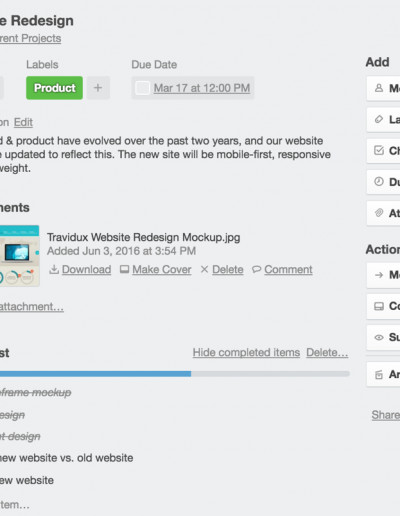 e Redesign
rent Projects
Labels
Due Date
Add
Product
+
Mar 17 at 12:00 PM
on Edit
d & product have evolved over the past two years, and our website
e updated to reflect this. The new site will be mobile-first, responsive
weight.
ments
Travidux Website Redesign Mockup.jpg
Added Jun 3, 2016 at 3:54 PM
Download Make Cover Delete Comment
attachment…
st
Hide completed items Delete…
eframe mockup
esign
et design
new website vs. old website
ew website
tem…
M
La
Ch
Du
At
Action
M
Co
Su
Ar
Share